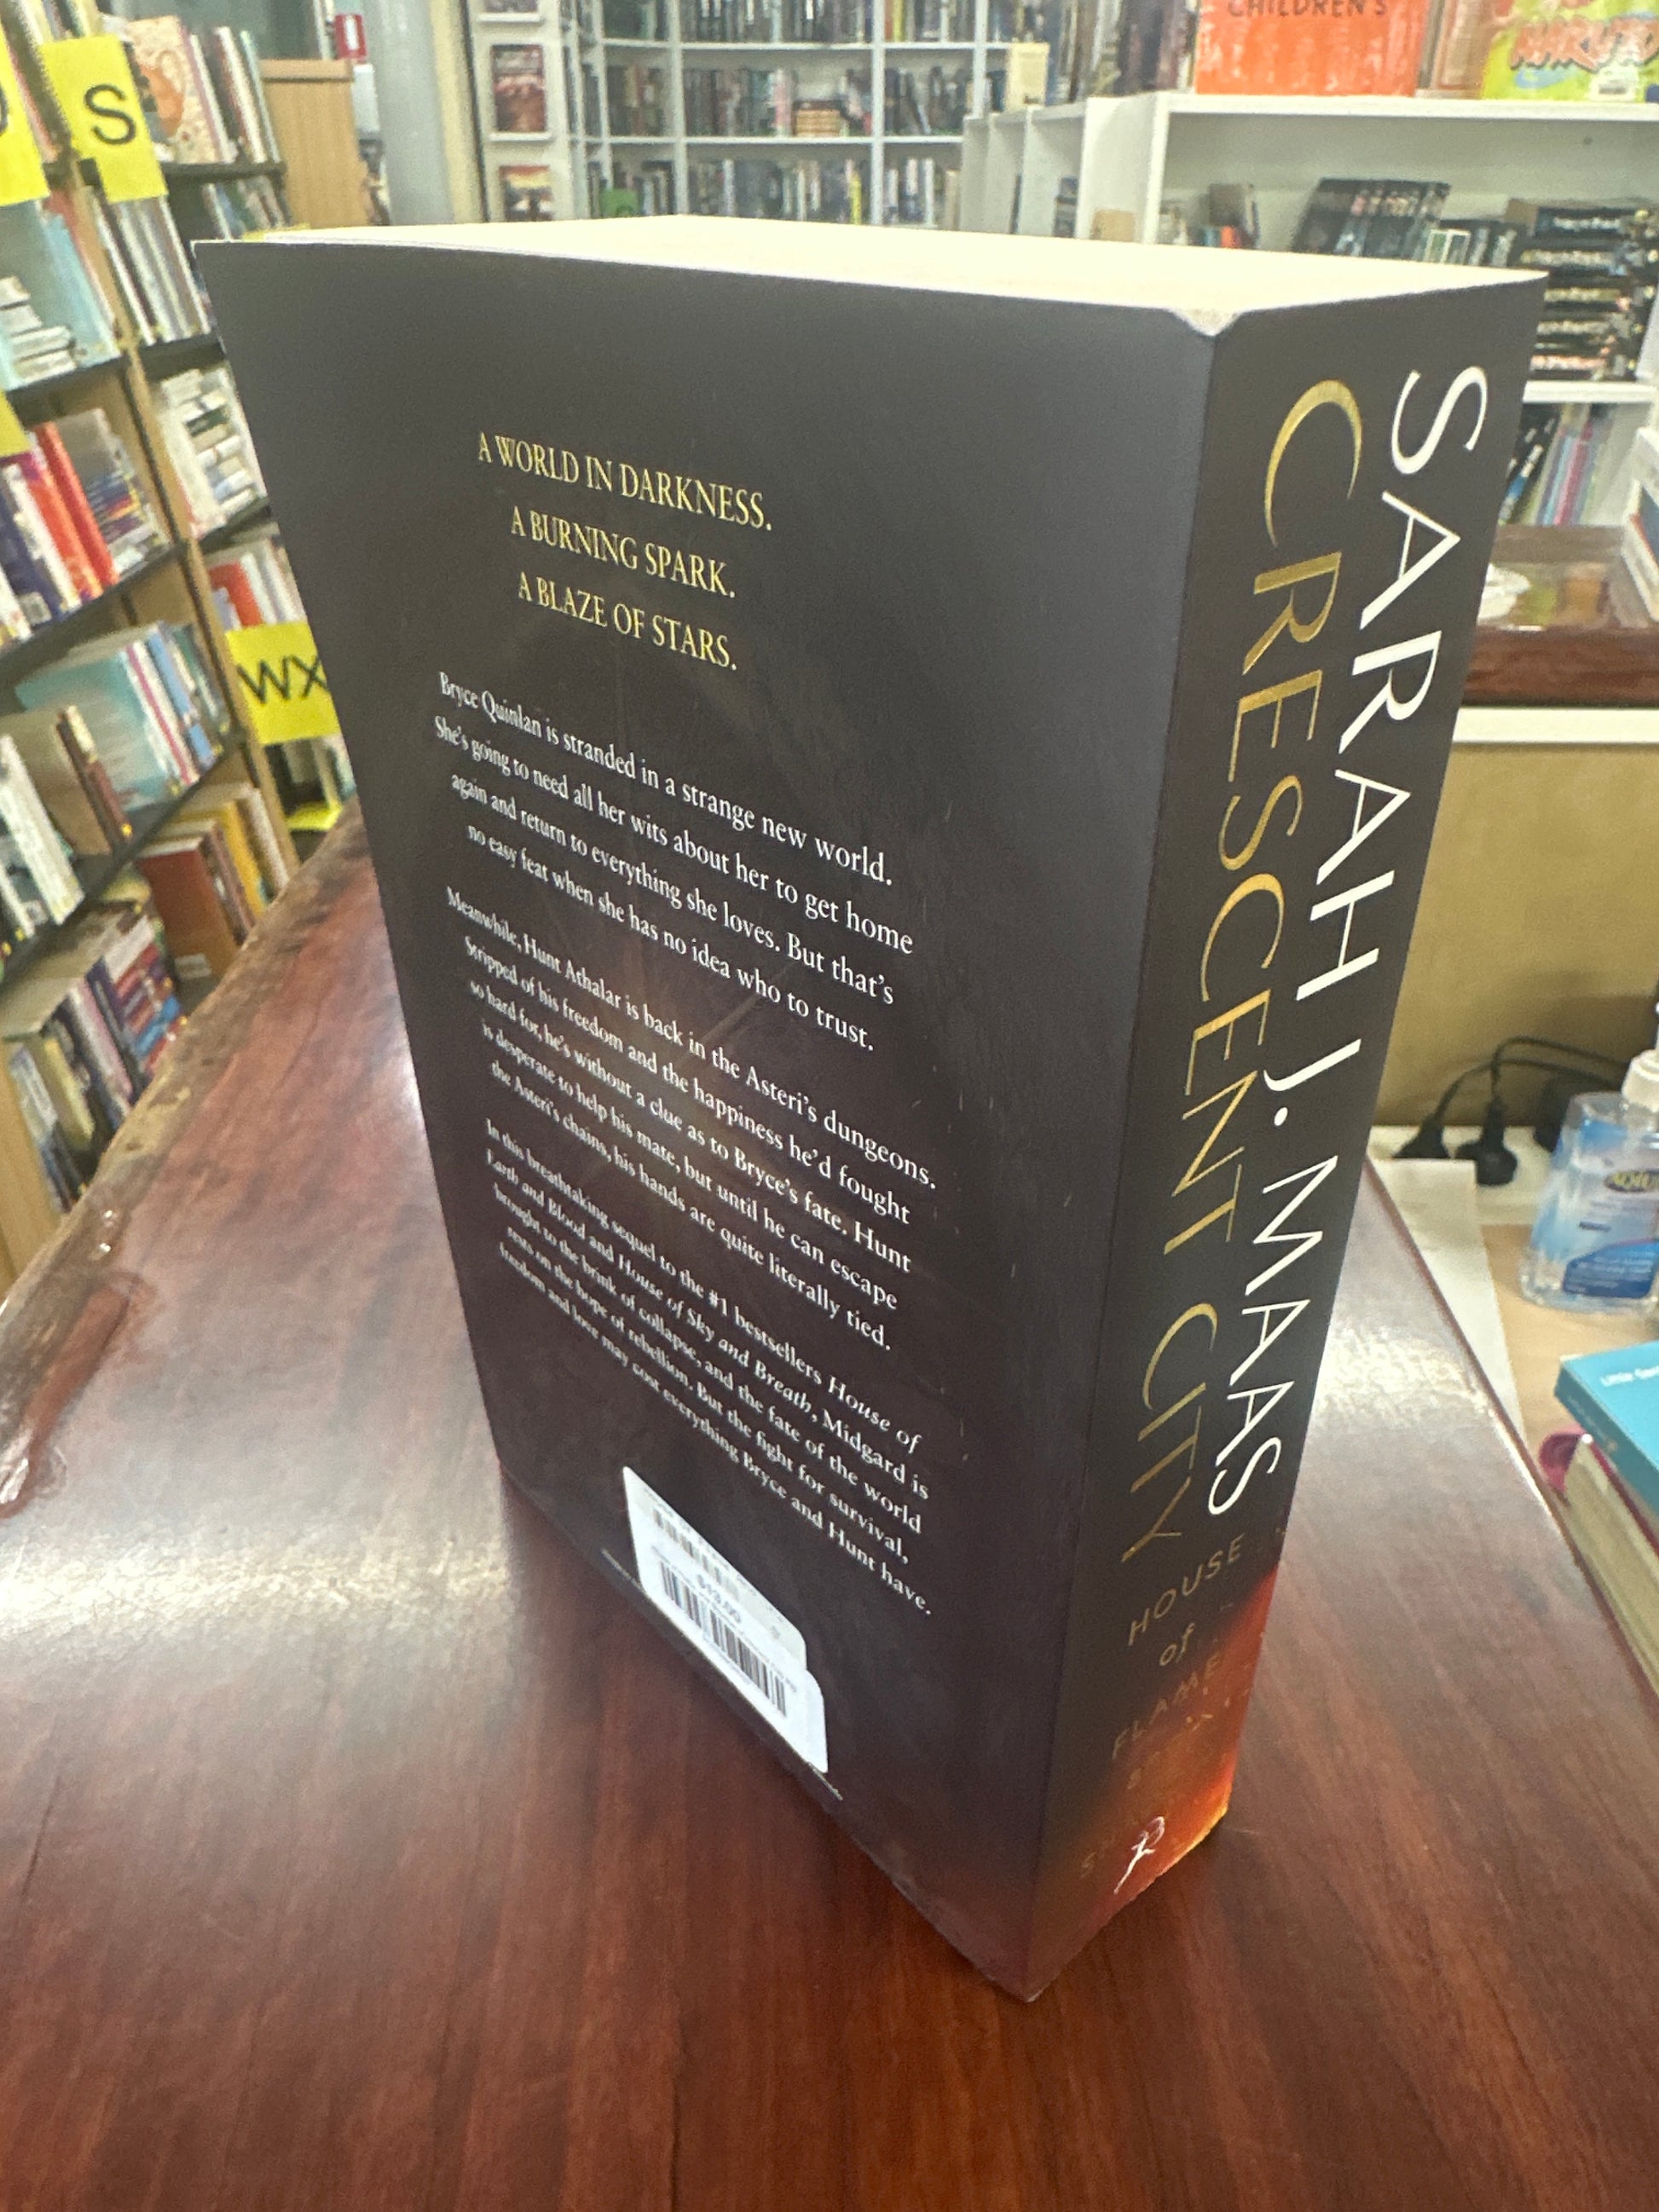 CHILDREN'S
NARUTO
S
WX
A WORLD IN DARKNESS.
A BURNING SPARK.
A BLAZE OF STARS.
Bryce Quinlan is stranded in a strange new world.
She's going to need all her wits about her to get home
again and return to everything she loves. But that's
no easy feat when she has no idea who to trust.
Meanwhile, Hunt Athalar is back in the Asteri's dungeons.
Stripped of his freedom and the happiness he'd fought
so hard for, he's without a clue as to Bryce's fate. Hunt
is desperate to help his mate, but until he can escape
the Asteri's chains, his hands are quite literally tied.
In this breathtaking sequel to the #1 bestsellers House of
Earth and Blood and House of Sky and Breath, Midgard is
brought to the brink of collapse, and the fate of the world
rests on the hope of rebellion. But the fight for survival,
freedom and love may cost everything Bryce and Hunt have.
$13.00
SARAH J. MAAS
CRESCENT CITY
HOUSE
of
FLAME